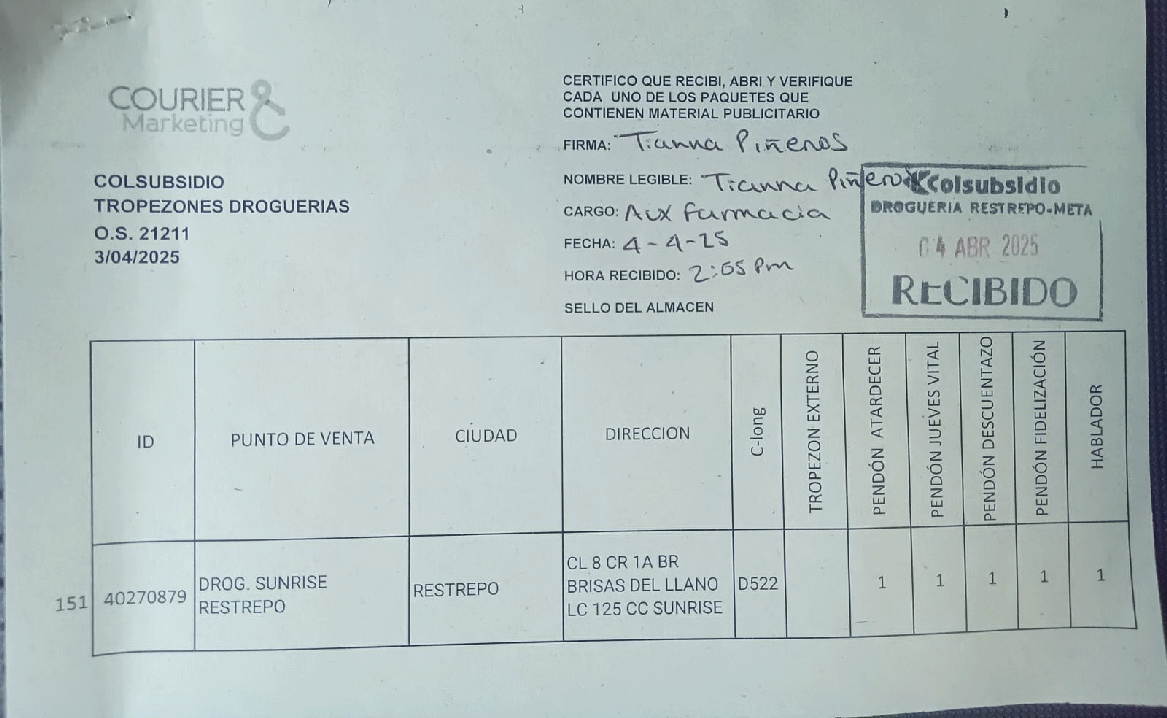 COURIER
Marketing
COLSUBSIDIO
TROPEZONES DROGUERIAS
O.S. 21211
3/04/2025
CERTIFICO QUE RECIBI, ABRI Y VERIFIQUE
CADA UNO DE LOS PAQUETES QUE
CONTIENEN MATERIAL PUBLICITARIO
FIRMA: Tianna Piñeros
NOMBRE LEGIBLE: Tianna Piñeros
CARGO: Aux farmacia
FECHA: 4-4-25
HORA RECIBIDO: 2:05 Pm
SELLO DEL ALMACEN
Colsubsidio
DROGUERIA RESTREPO-META
04 ABR 2025
RECIBIDO
ID PUNTO DE VENTA CIUDAD DIRECCION C-long TROPEZON EXTERNO PENDÓN ATARDECER PENDÓN JUEVES VITAL PENDÓN DESCUENTAZO PENDÓN FIDELIZACIÓN HABLADOR
151 40270879 DROG. SUNRISE
RESTREPO
RESTREPO
CL 8 CR 1A BR
BRISAS DEL LLANO
LC 125 CC SUNRISE
D522 1 1 1 1 1